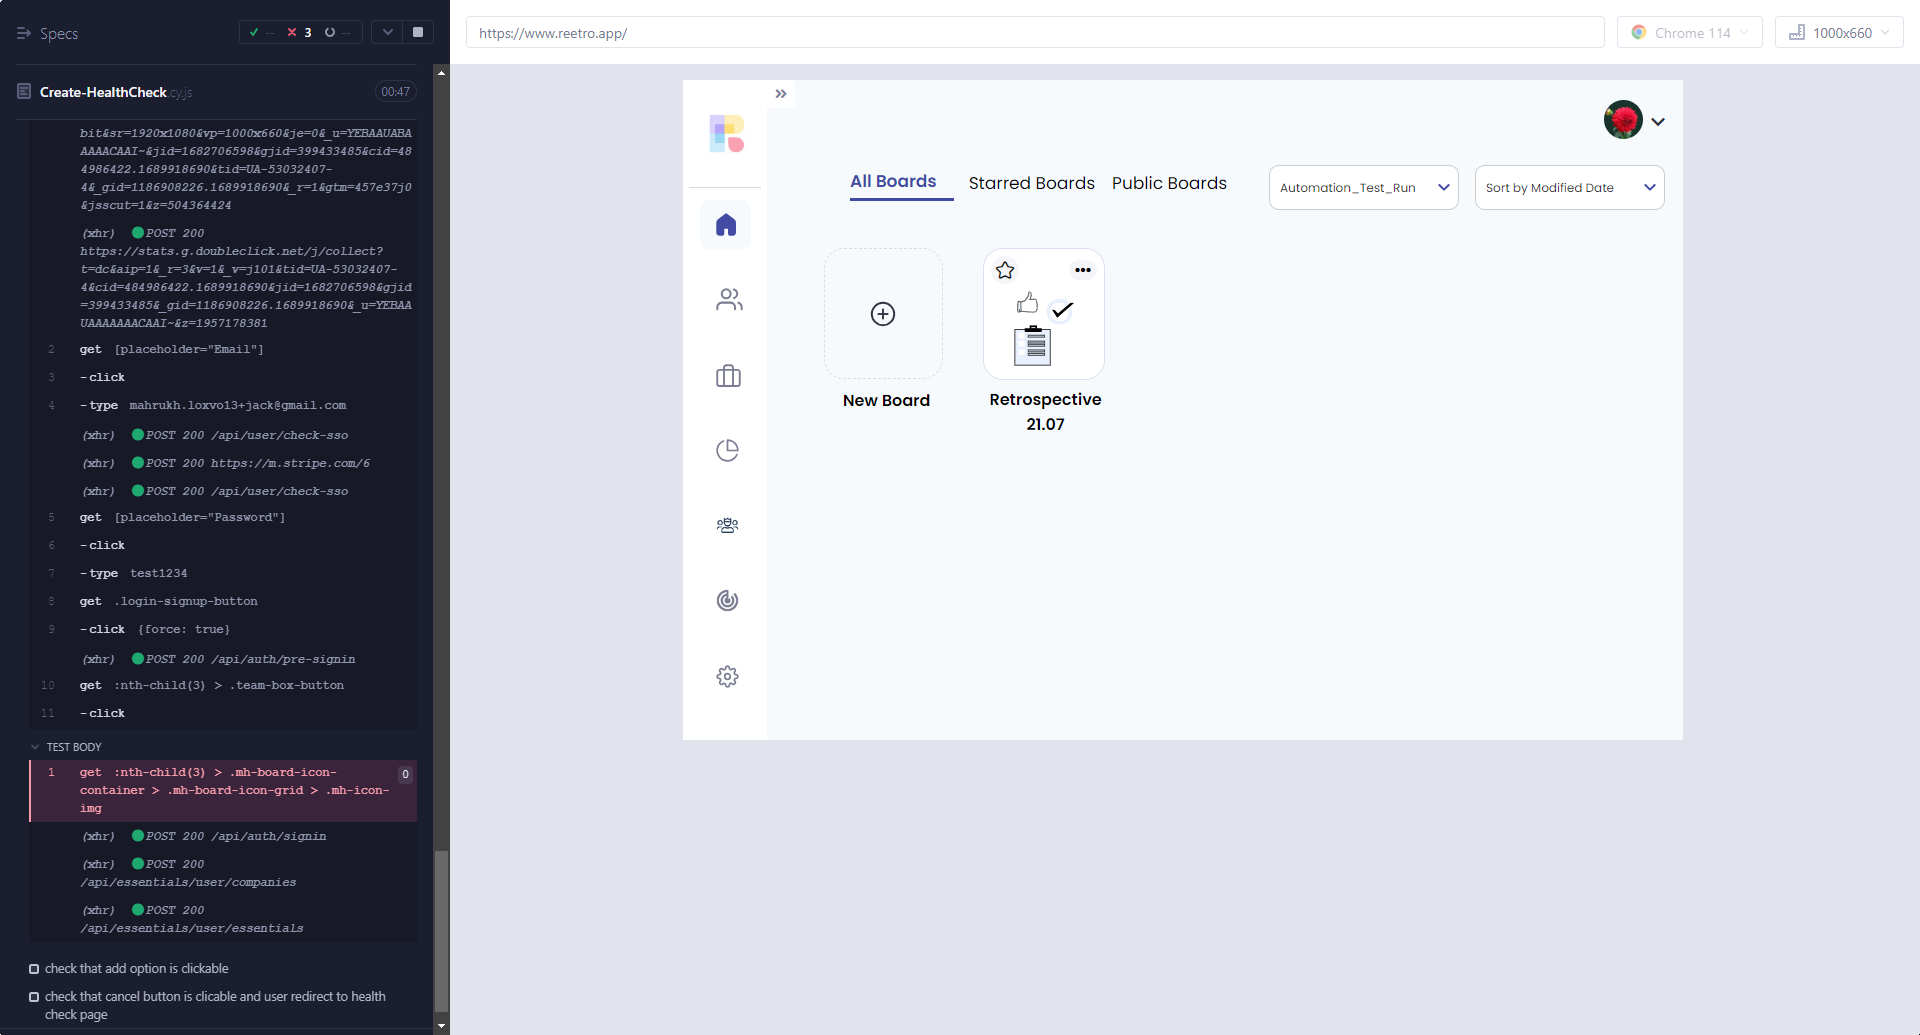 Specs
-- 3 --
https://www.reetro.app/
Chrome 114
1000x660
Create-HealthCheck.cy.js
00:47
bit&sr=1920x1080&vp=1000x660&je=0&_u=YEBAAUABA
AAAACAAI~&jid=1682706598&gjid=399433485&cid=48
4986422.1689918690&tid=UA-53032407-
4&_gid=1186908226.1689918690&_r=1&gtm=457e37j0
&jsscut=1&z=504364424
(xhr) POST 200
https://stats.g.doubleclick.net/j/collect?
t=dc&aip=1&_r=3&v=1&_v=j101&tid=UA-53032407-
4&cid=484986422.1689918690&jid=1682706598&gjid
=399433485&_gid=1186908226.1689918690&_u=YEBAA
UAAAAAAACAAI~&z=1957178381
2 get [placeholder="Email"]
3 -click
4 -type mahrukh.loxvo13+jack@gmail.com
(xhr) POST 200 /api/user/check-sso
(xhr) POST 200 https://m.stripe.com/6
(xhr) POST 200 /api/user/check-sso
5 get [placeholder="Password"]
6 -click
7 -type test1234
8 get .login-signup-button
9 -click {force: true}
(xhr) POST 200 /api/auth/pre-signin
10 get :nth-child(3) > .team-box-button
11 -click
TEST BODY
1 get :nth-child(3) > .mh-board-icon-
container > .mh-board-icon-grid > .mh-icon-
img
0
(xhr) POST 200 /api/auth/signin
(xhr) POST 200
/api/essentials/user/companies
(xhr) POST 200
/api/essentials/user/essentials
check that add option is clickable
check that cancel button is clicable and user redirect to health
check page
All Boards
Starred Boards
Public Boards
Automation_Test_Run
Sort by Modified Date
New Board
Retrospective
21.07